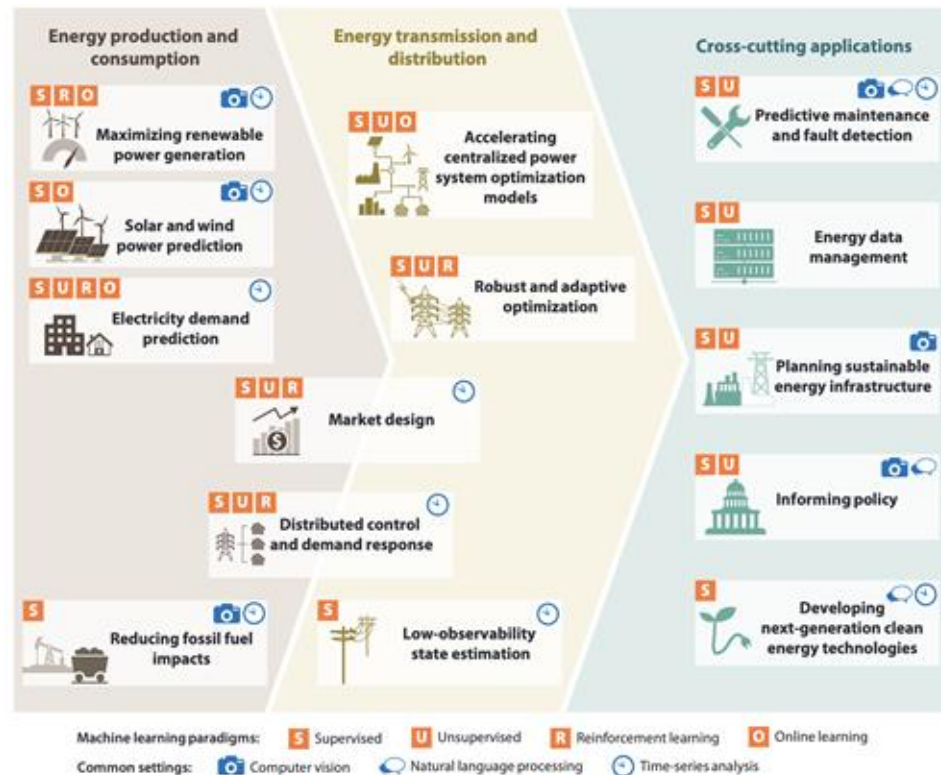 Energy production and
consumption
S R O
Maximizing renewable
power generation
S O
Solar and wind
power prediction
S U R O
Electricity demand
prediction
S U R
Market design
S U R
Distributed control
and demand response
S
Reducing fossil fuel
impacts
Energy transmission and
distribution
S U O
Accelerating
centralized power
system optimization
models
S U R
Robust and adaptive
optimization
S
Low-observability
state estimation
Cross-cutting applications
S U
Predictive maintenance
and fault detection
S U
Energy data
management
S U
Planning sustainable
energy infrastructure
S U
Informing policy
S
Developing
next-generation clean
energy technologies
Machine learning paradigms: S Supervised U Unsupervised R Reinforcement learning O Online learning
Common settings: Computer vision Natural language processing Time-series analysis